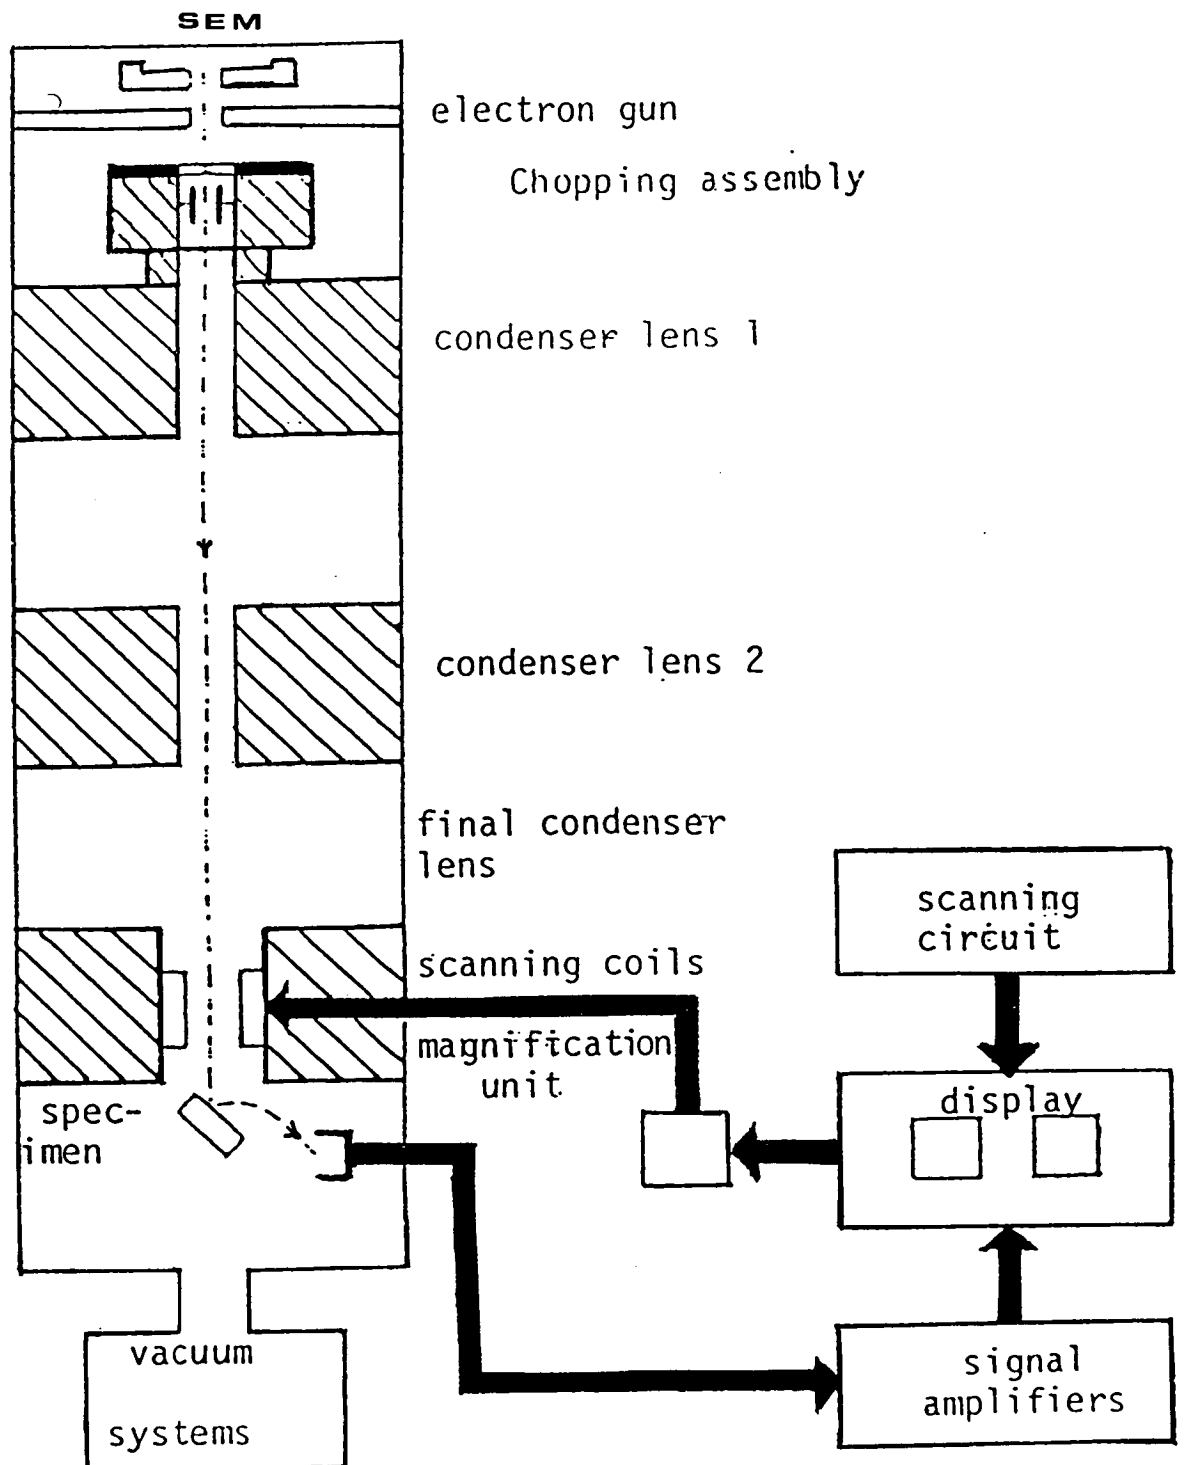 SEM
electron gun
Chopping assembly
condenser lens 1
condenser lens 2
final condenser
lens
scanning
circuit
scanning coils
magnification
unit
display
spec-
imen
vacuum
systems
signal
amplifiers